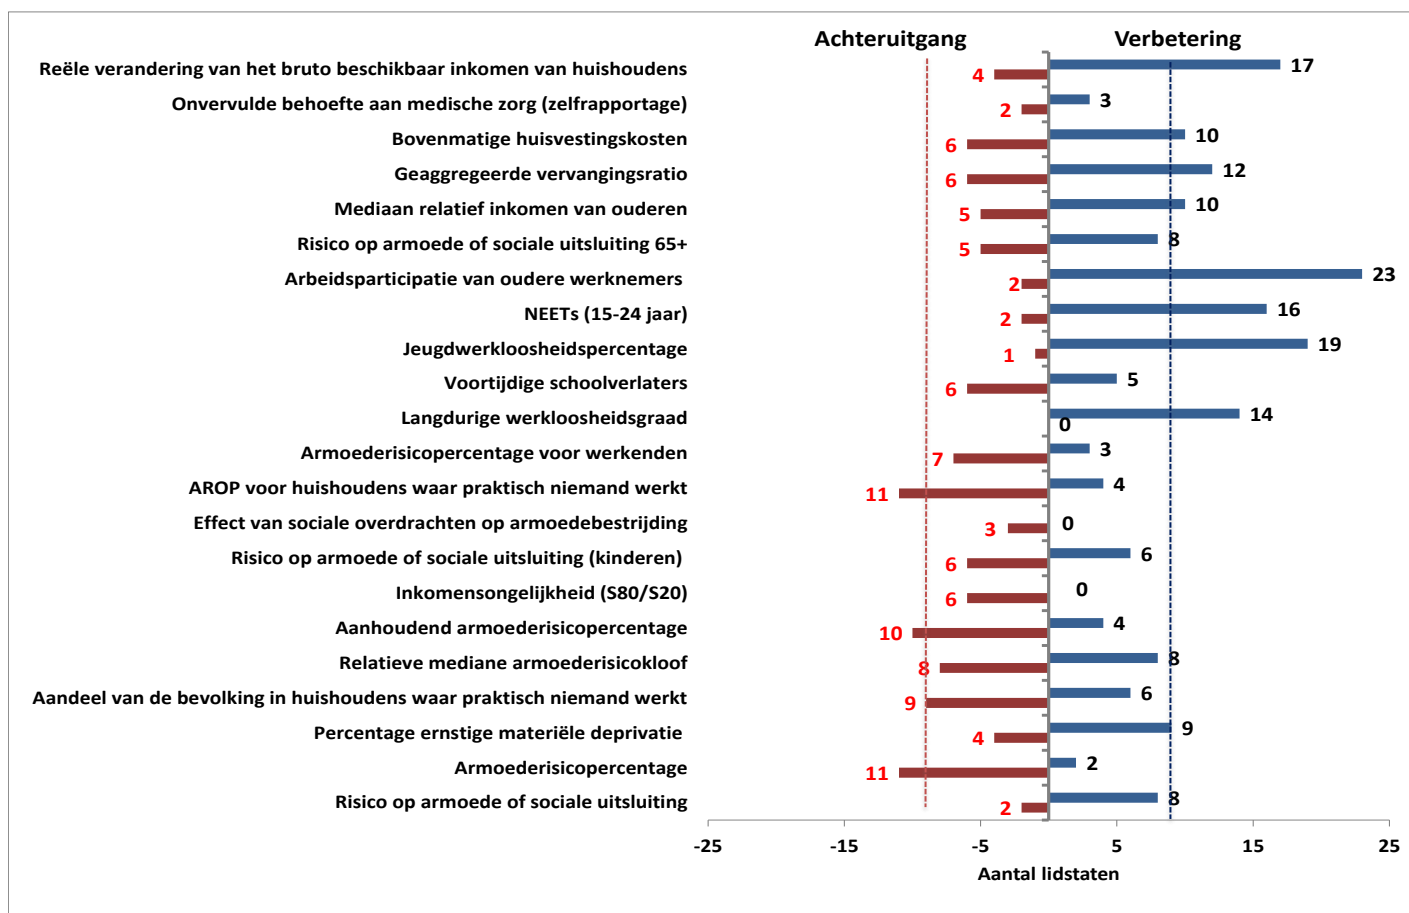 Achteruitgang Verbetering
Reële verandering van het bruto beschikbaar inkomen van huishoudens 4 17
Onvervulde behoefte aan medische zorg (zelfrapportage) 2 3
Bovenmatige huisvestingskosten 6 10
Geaggregeerde vervangingsratio 6 12
Mediaan relatief inkomen van ouderen 5 10
Risico op armoede of sociale uitsluiting 65+ 5 8
Arbeidsparticipatie van oudere werknemers 2 23
NEETs (15-24 jaar) 2 16
Jeugdwerkloosheidspercentage 1 19
Voortijdige schoolverlaters 6 5
Langdurige werkloosheidsgraad 0 14
Armoederisicopercentage voor werkenden 7 3
AROP voor huishoudens waar praktisch niemand werkt 11 4
Effect van sociale overdrachten op armoedebestrijding 3 0
Risico op armoede of sociale uitsluiting (kinderen) 6 6
Inkomensongelijkheid (S80/S20) 6 0
Aanhoudend armoederisicopercentage 10 4
Relatieve mediane armoederisicokloof 8 8
Aandeel van de bevolking in huishoudens waar praktisch niemand werkt 9 6
Percentage ernstige materiële deprivatie 4 9
Armoederisicopercentage 11 2
Risico op armoede of sociale uitsluiting 2 8
-25 -15 -5 5 15 25
Aantal lidstaten